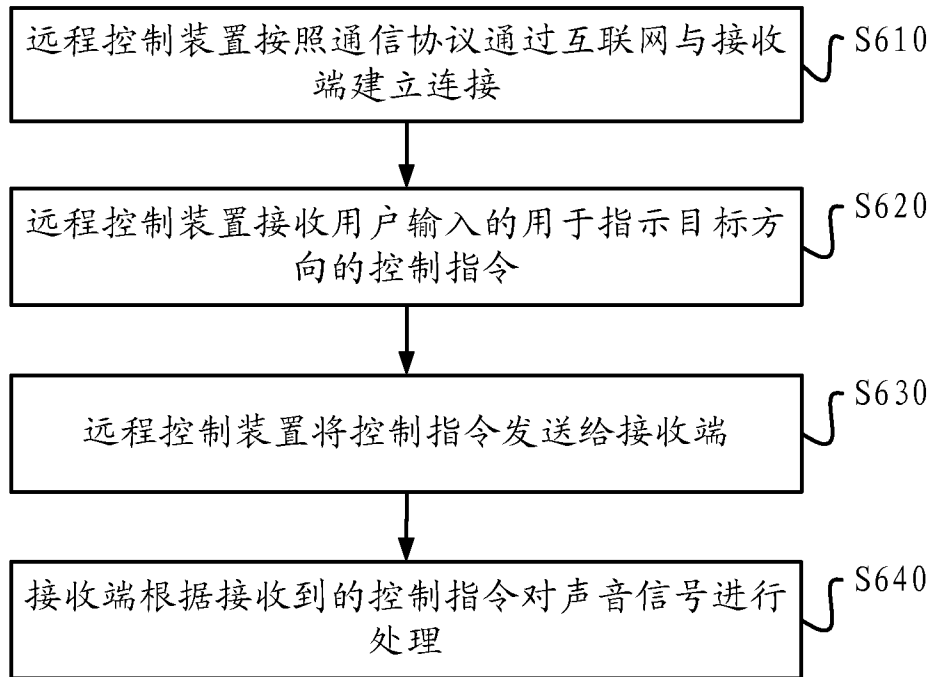 远程控制装置按照通信协议通过互联网与接收
端建立连接
S610
远程控制装置接收用户输入的用于指示目标方
向的控制指令
S620
远程控制装置将控制指令发送给接收端
S630
接收端根据接收到的控制指令对声音信号进行
处理
S640